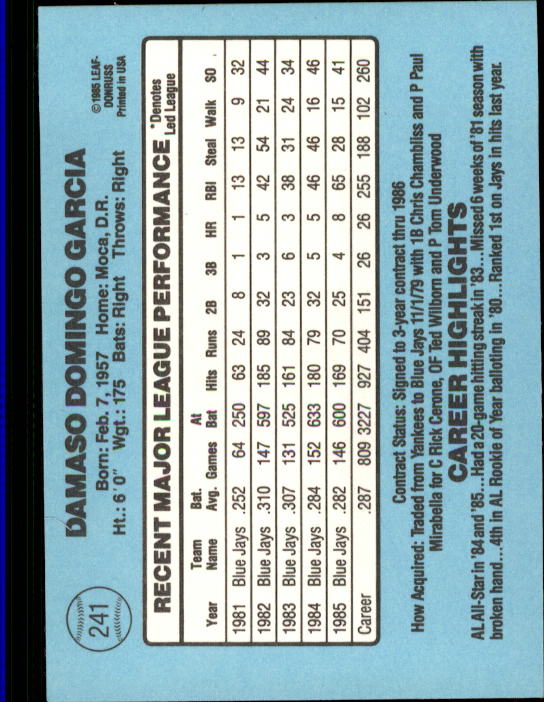 241
DAMASO DOMINGO GARCIA
© 1985 LEAF-
DONRUSS
Printed in USA
Born: Feb. 7, 1957 Home: Moca, D.R.
Ht.: 6'0" Wgt.: 175 Bats: Right Throws: Right
RECENT MAJOR LEAGUE PERFORMANCE *Denotes
Led League
Year Team Name Bat. Avg. Games At Bat Hits Runs 2B 3B HR RBI Steal Walk SO
1981 Blue Jays .252 64 250 63 24 8 1 1 13 13 9 32
1982 Blue Jays .310 147 597 185 89 32 3 5 42 54 21 44
1983 Blue Jays .307 131 525 161 84 23 6 3 38 31 24 34
1984 Blue Jays .284 152 633 180 79 32 5 5 46 46 16 46
1985 Blue Jays .282 146 600 169 70 25 4 8 65 28 15 41
Career .287 809 3227 927 404 151 26 26 255 188 102 260
Contract Status: Signed to 3-year contract thru 1986
How Acquired: Traded from Yankees to Blue Jays 11/1/79 with 1B Chris Chambliss and P Paul
Mirabella for C Rick Cerone, OF Ted Wilborn and P Tom Underwood
CAREER HIGHLIGHTS
AL All-Star in '84 and '85...Had a 20-game hitting streak in '83...Missed 6 weeks of '81 season with
broken hand...4th in AL Rookie of Year balloting in '80...Ranked 1st on Jays in hits last year.